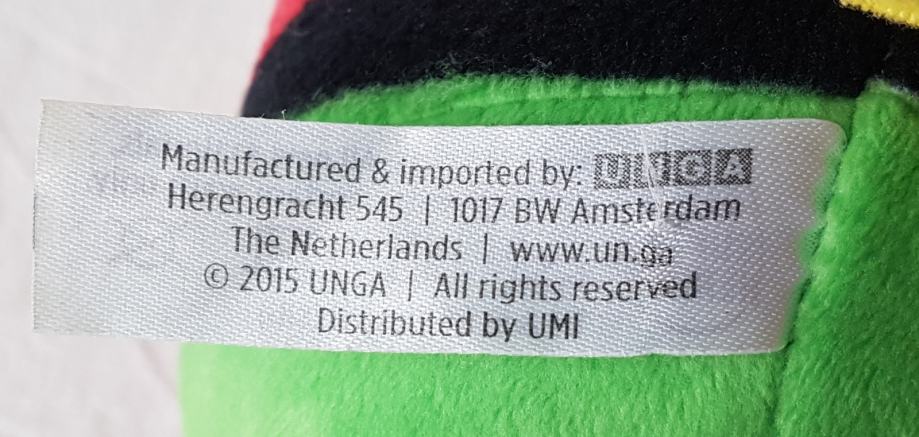 Manufactured & imported by: UNGA
Herengracht 545 | 1017 BW Amsterdam
The Netherlands | www.un.ga
© 2015 UNGA | All rights reserved
Distributed by UMI